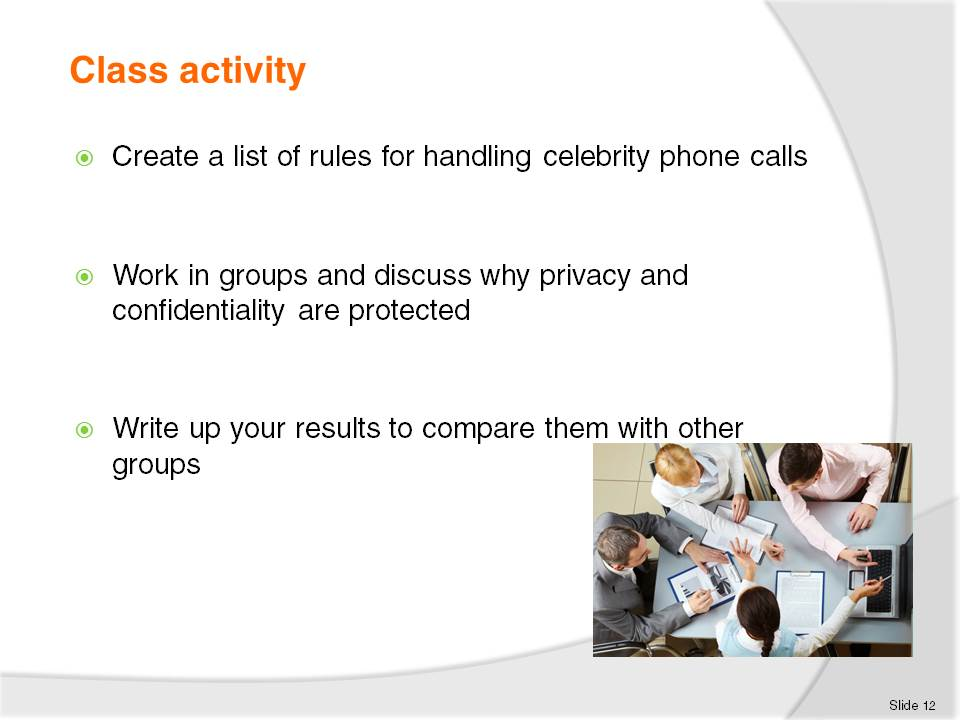 Class activity
Create a list of rules for handling celebrity phone calls
Work in groups and discuss why privacy and
confidentiality are protected
Write up your results to compare them with other
groups
Slide 12